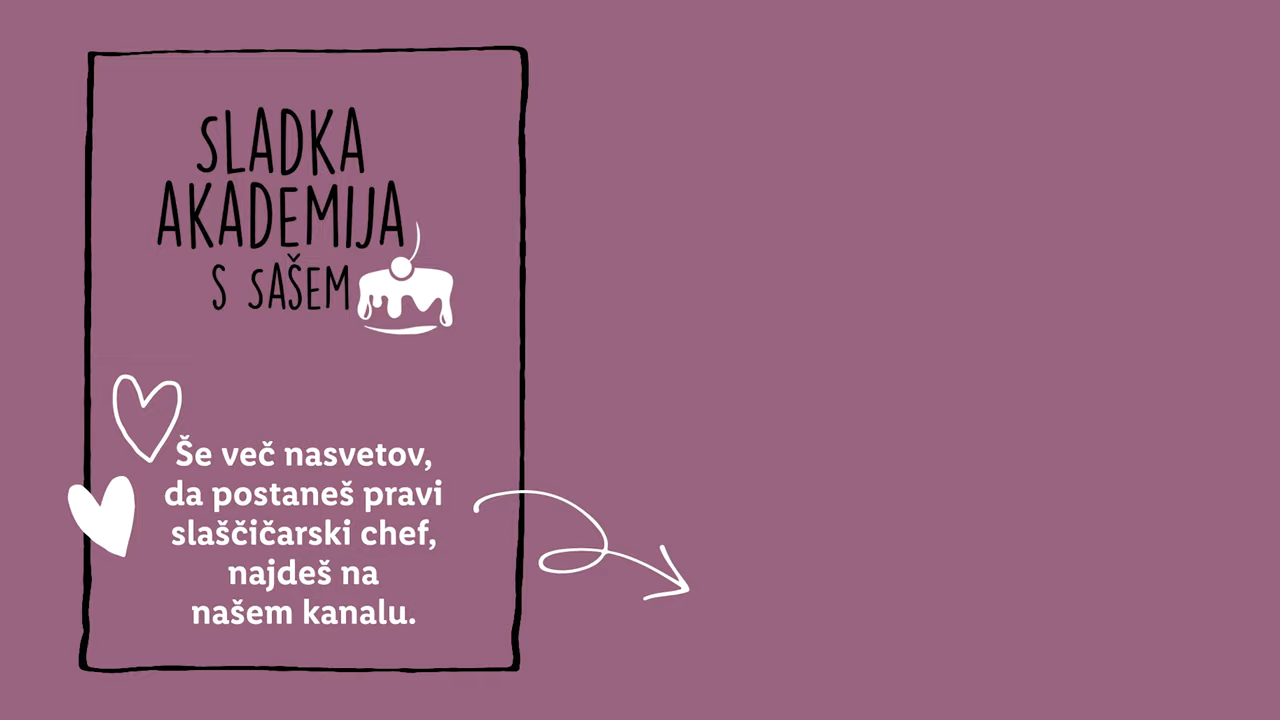 SLADKA
AKADEMIJA
S SAŠEM
Še več nasvetov,
da postaneš pravi
slaščičarski chef,
najdeš na
našem kanalu.